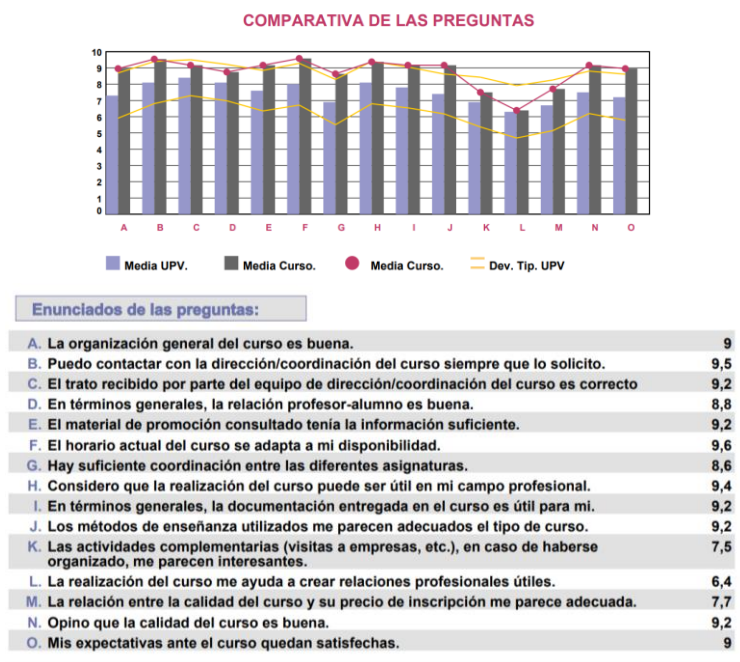 COMPARATIVA DE LAS PREGUNTAS
10
9
8
7
6
5
4
3
2
1
0
A B C D E F G H I J K L M N O
Media UPV. Media Curso. Media Curso. Dev. Tip. UPV
Enunciados de las preguntas:
A. La organización general del curso es buena. 9
B. Puedo contactar con la dirección/coordinación del curso siempre que lo solicito. 9,5
C. El trato recibido por parte del equipo de dirección/coordinación del curso es correcto 9,2
D. En términos generales, la relación profesor-alumno es buena. 8,8
E. El material de promoción consultado tenía la información suficiente. 9,2
F. El horario actual del curso se adapta a mi disponibilidad. 9,6
G. Hay suficiente coordinación entre las diferentes asignaturas. 8,6
H. Considero que la realización del curso puede ser útil en mi campo profesional. 9,4
I. En términos generales, la documentación entregada en el curso es útil para mi. 9,2
J. Los métodos de enseñanza utilizados me parecen adecuados el tipo de curso. 9,2
K. Las actividades complementarias (visitas a empresas, etc.), en caso de haberse
organizado, me parecen interesantes. 7,5
L. La realización del curso me ayuda a crear relaciones profesionales útiles. 6,4
M. La relación entre la calidad del curso y su precio de inscripción me parece adecuada. 7,7
N. Opino que la calidad del curso es buena. 9,2
O. Mis expectativas ante el curso quedan satisfechas. 9